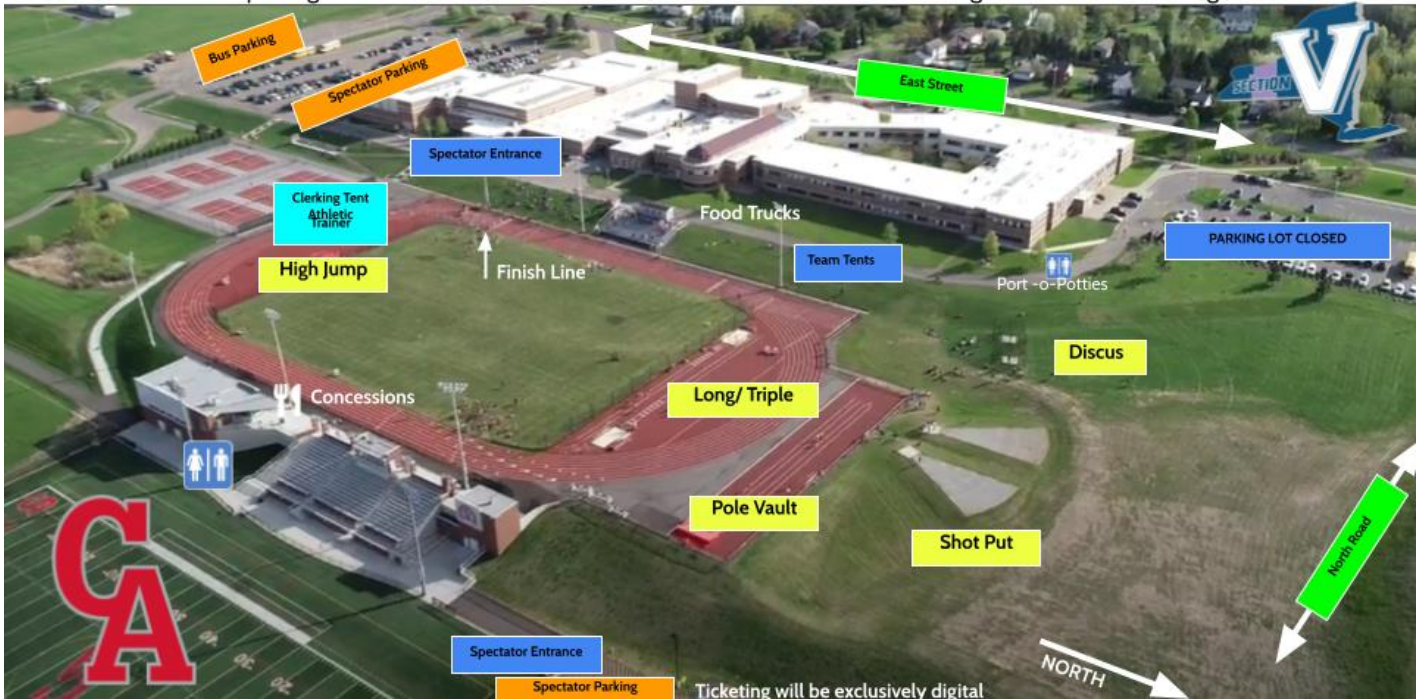 Bus Parking
Spectator Parking
East Street
SECTION
V
Spectator Entrance
Clerking Tent
Athletic
Trainer
Food Trucks
PARKING LOT CLOSED
High Jump
Finish Line
Team Tents
Port -o-Potties
Discus
Long/ Triple
Concessions
Pole Vault
Shot Put
North Road
CA
Spectator Entrance
Spectator Parking
NORTH
Ticketing will be exclusively digital